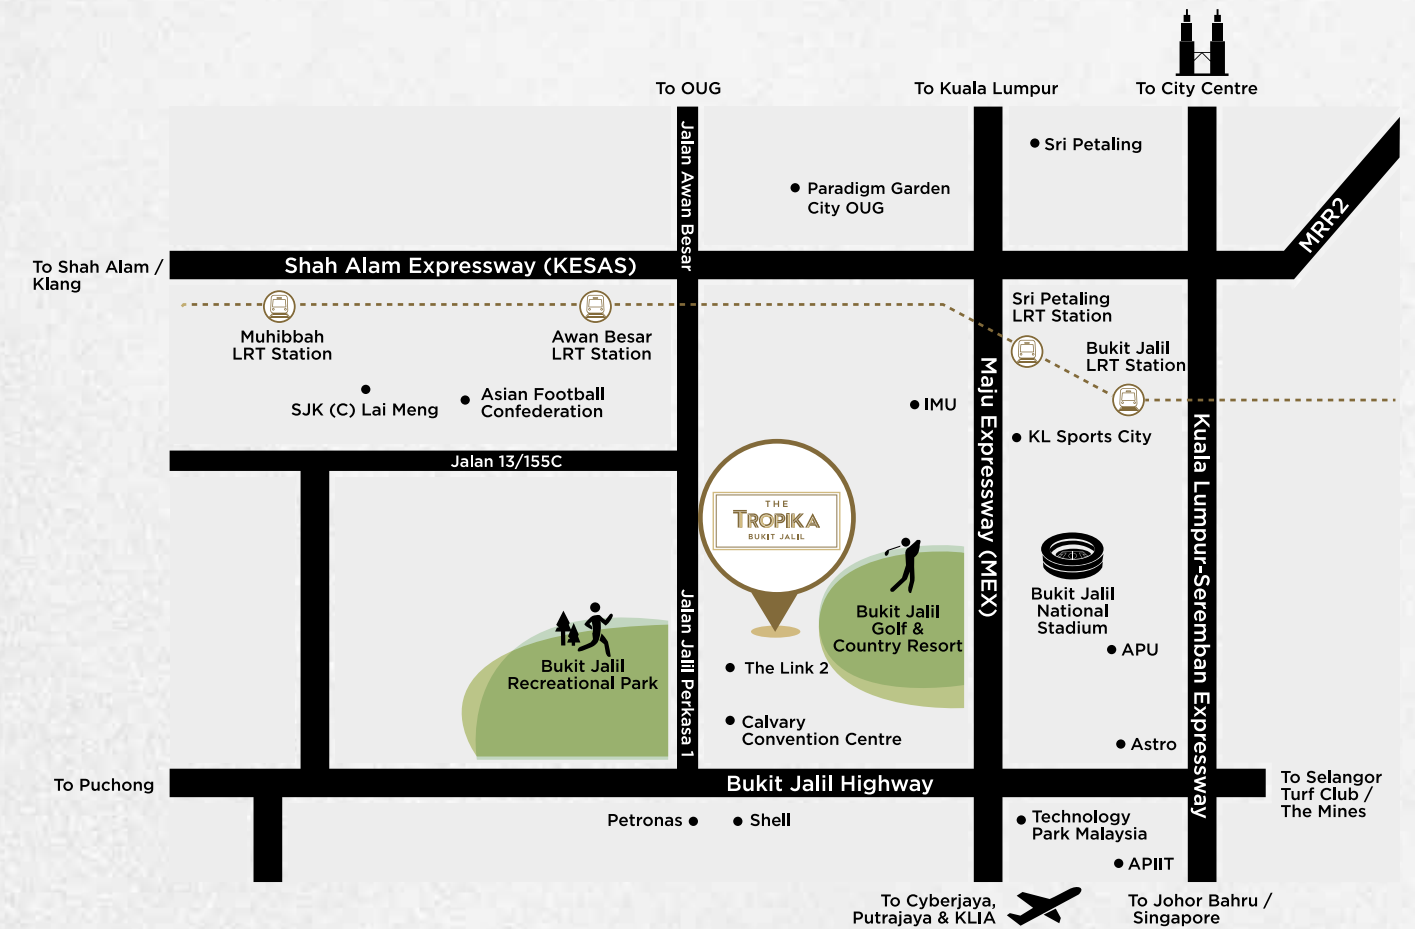 To OUG
To Kuala Lumpur
To City Centre
Jalan Awan Besar
Sri Petaling
Paradigm Garden
City OUG
MRR2
To Shah Alam /
Klang
Shah Alam Expressway (KESAS)
Muhibbah
LRT Station
Awan Besar
LRT Station
Sri Petaling
LRT Station
Bukit Jalil
LRT Station
SJK (C) Lai Meng
Asian Football
Confederation
IMU
KL Sports City
Maju Expressway (MEX)
Kuala Lumpur-Seremban Expressway
Jalan 13/155C
THE
TROPIKA
BUKIT JALIL
Bukit Jalil
Golf &
Country Resort
Bukit Jalil
National
Stadium
APU
Jalan Jalil Perkasa 1
Bukit Jalil
Recreational Park
The Link 2
Calvary
Convention Centre
Astro
To Puchong
Bukit Jalil Highway
To Selangor
Turf Club /
The Mines
Petronas
Shell
Technology
Park Malaysia
APIIT
To Cyberjaya,
Putrajaya & KLIA
To Johor Bahru /
Singapore